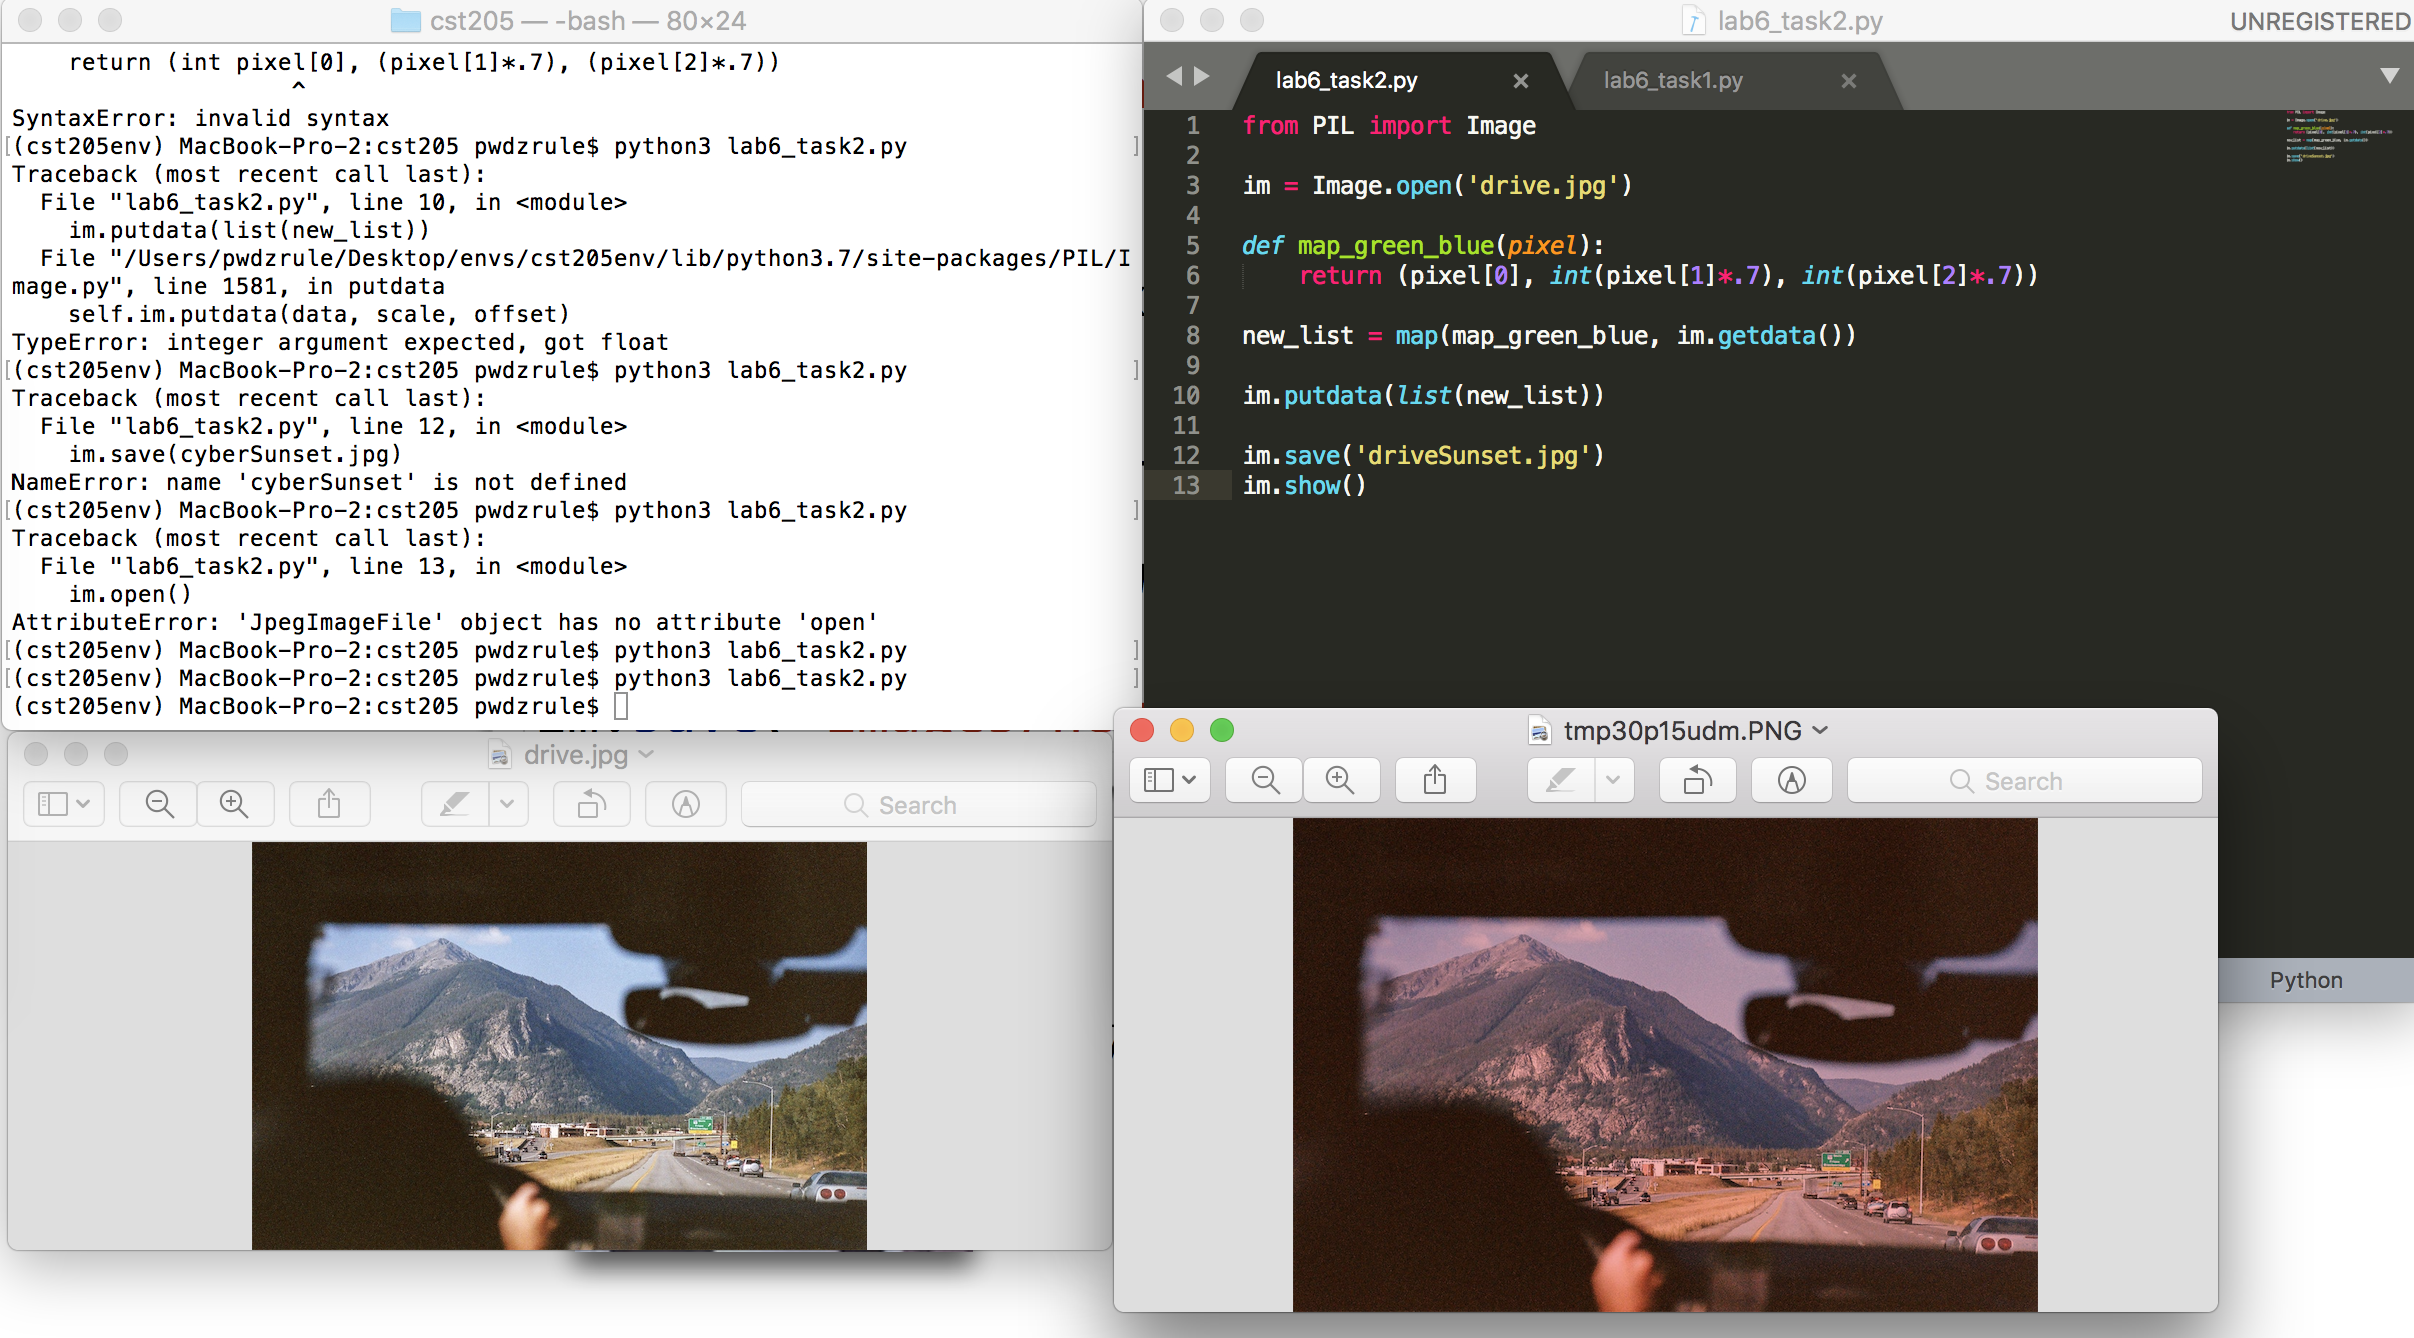 cst205 — -bash — 80×24
    return (int pixel[0], (pixel[1]*.7), (pixel[2]*.7))
                    ^
SyntaxError: invalid syntax
[(cst205env) MacBook-Pro-2:cst205 pwdzrule$ python3 lab6_task2.py ]
Traceback (most recent call last):
  File "lab6_task2.py", line 10, in <module>
    im.putdata(list(new_list))
  File "/Users/pwdzrule/Desktop/envs/cst205env/lib/python3.7/site-packages/PIL/I
mage.py", line 1581, in putdata
    self.im.putdata(data, scale, offset)
TypeError: integer argument expected, got float
[(cst205env) MacBook-Pro-2:cst205 pwdzrule$ python3 lab6_task2.py ]
Traceback (most recent call last):
  File "lab6_task2.py", line 12, in <module>
    im.save(cyberSunset.jpg)
NameError: name 'cyberSunset' is not defined
[(cst205env) MacBook-Pro-2:cst205 pwdzrule$ python3 lab6_task2.py ]
Traceback (most recent call last):
  File "lab6_task2.py", line 13, in <module>
    im.open()
AttributeError: 'JpegImageFile' object has no attribute 'open'
[(cst205env) MacBook-Pro-2:cst205 pwdzrule$ python3 lab6_task2.py ]
[(cst205env) MacBook-Pro-2:cst205 pwdzrule$ python3 lab6_task2.py ]
(cst205env) MacBook-Pro-2:cst205 pwdzrule$
lab6_task2.py
UNREGISTERED
lab6_task2.py ×
lab6_task1.py ×
1 from PIL import Image
2
3 im = Image.open('drive.jpg')
4
5 def map_green_blue(pixel):
6     return (pixel[0], int(pixel[1]*.7), int(pixel[2]*.7))
7
8 new_list = map(map_green_blue, im.getdata())
9
10 im.putdata(list(new_list))
11
12 im.save('driveSunset.jpg')
13 im.show()
Python
drive.jpg
Search
tmp30p15udm.PNG
Search